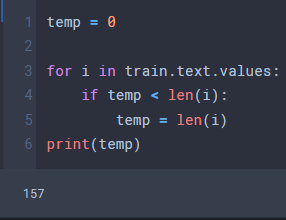 1 temp = 0
2
3 for i in train.text.values:
4     if temp < len(i):
5         temp = len(i)
6 print(temp)
157